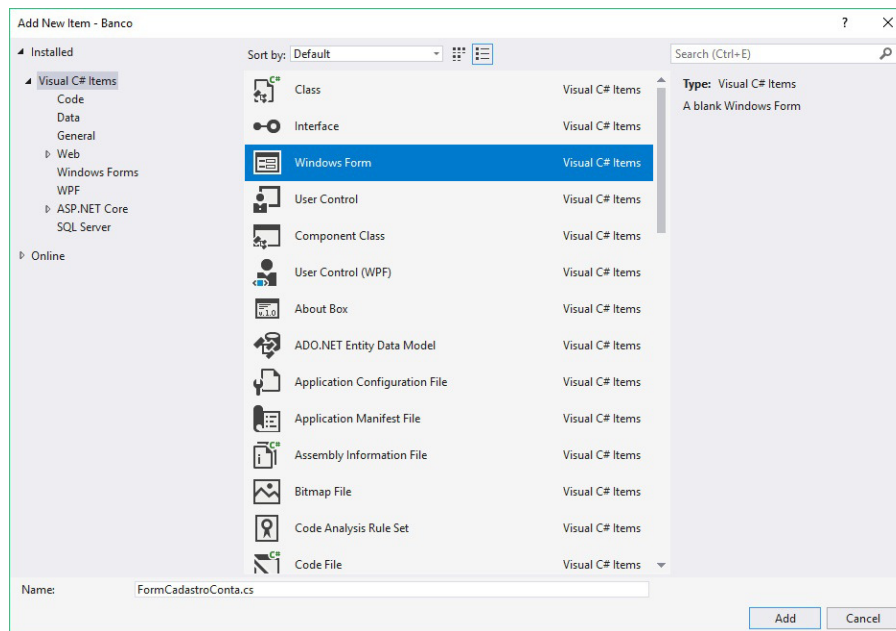 Add New Item - Banco
?
Installed
Visual C# Items
Code
Data
General
Web
Windows Forms
WPF
ASP.NET Core
SQL Server
Online
Sort by: Default
C# Class Visual C# Items
Interface Visual C# Items
Windows Form Visual C# Items
User Control Visual C# Items
Component Class Visual C# Items
User Control (WPF) Visual C# Items
v.1.0 About Box Visual C# Items
ADO.NET Entity Data Model Visual C# Items
Application Configuration File Visual C# Items
Application Manifest File Visual C# Items
C# Assembly Information File Visual C# Items
Bitmap File Visual C# Items
Code Analysis Rule Set Visual C# Items
C# Code File Visual C# Items
Search (Ctrl+E)
Type: Visual C# Items
A blank Windows Form
Name: FormCadastroConta.cs
Add Cancel